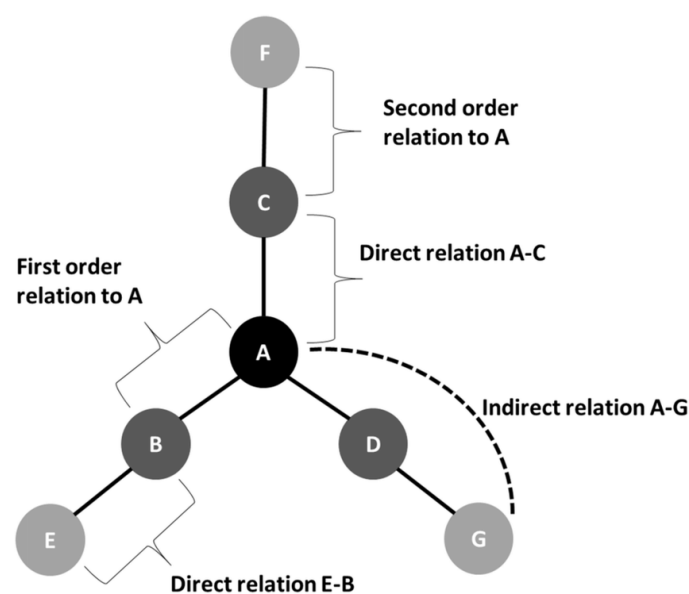 F
Second order
relation to A
C
Direct relation A-C
First order
relation to A
A
Indirect relation A-G
B
D
E
G
Direct relation E-B